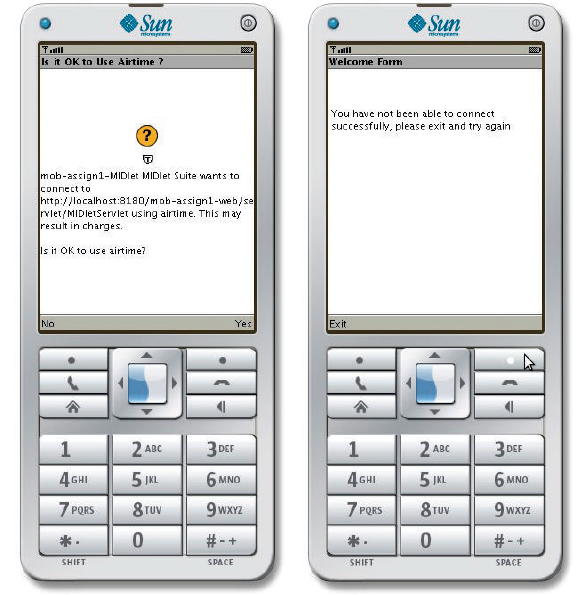 Sun
microsystems
Is it OK to Use Airtime ?
mob-assign1-MIDlet MIDlet Suite wants to
connect to
http://localhost:8180/mob-assign1-web/se
rvlet/MIDletServlet using airtime. This may
result in charges.
Is it OK to use airtime?
No
Yes
1
2 ABC
3 DEF
4 GHI
5 JKL
6 MNO
7 PQRS
8 TUV
9 WXYZ
* .
0
# - +
SHIFT
SPACE
Sun
microsystems
Welcome Form
You have not been able to connect
successfully, please exit and try again
Exit
1
2 ABC
3 DEF
4 GHI
5 JKL
6 MNO
7 PQRS
8 TUV
9 WXYZ
* .
0
# - +
SHIFT
SPACE